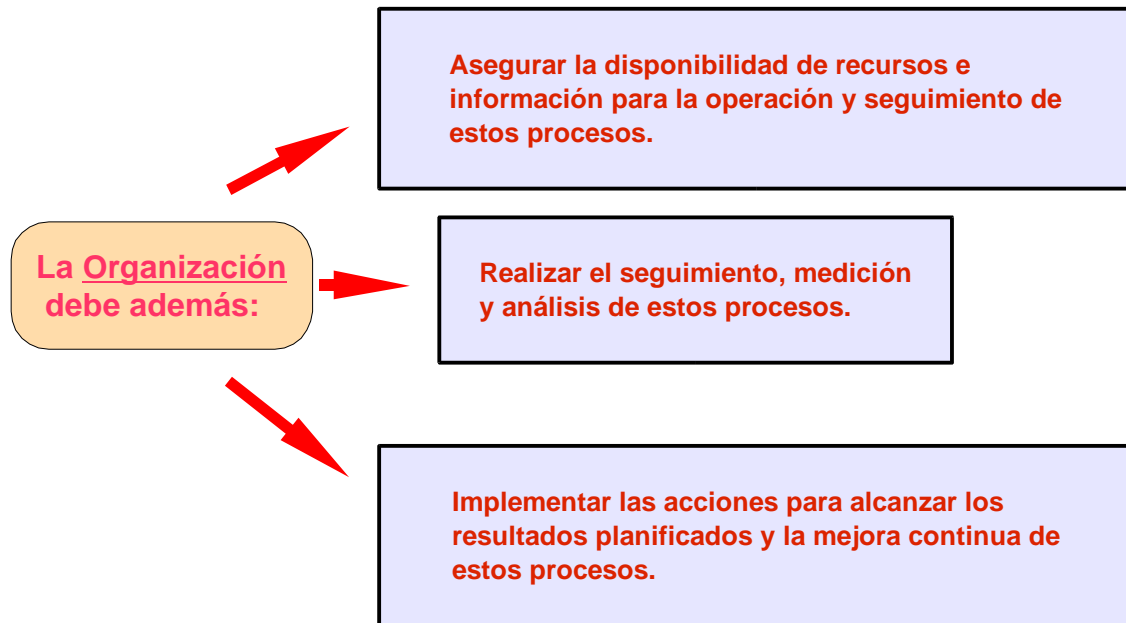 Asegurar la disponibilidad de recursos e
información para la operación y seguimiento de
estos procesos.
La Organización
debe además:
Realizar el seguimiento, medición
y análisis de estos procesos.
Implementar las acciones para alcanzar los
resultados planificados y la mejora continua de
estos procesos.